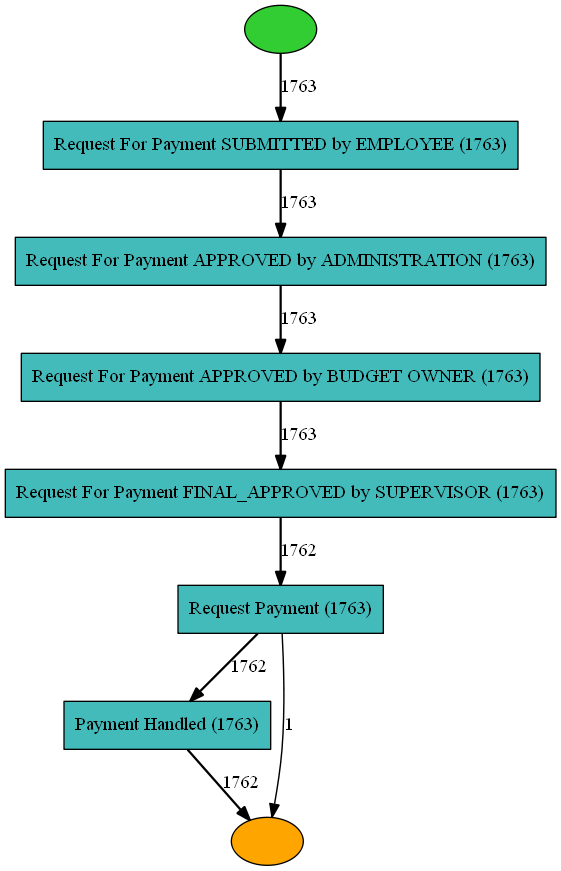 1763
Request For Payment SUBMITTED by EMPLOYEE (1763)
1763
Request For Payment APPROVED by ADMINISTRATION (1763)
1763
Request For Payment APPROVED by BUDGET OWNER (1763)
1763
Request For Payment FINAL_APPROVED by SUPERVISOR (1763)
1762
Request Payment (1763)
1762
Payment Handled (1763)
1
1762